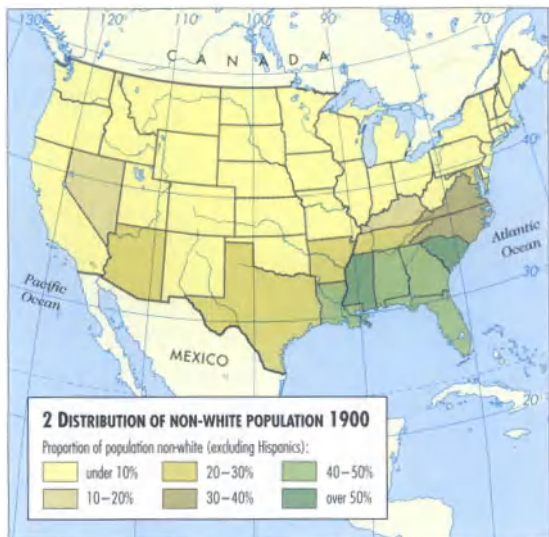 130° 120° 110° 100° 90° 80° 70°
CANADA
40°
Atlantic
Ocean
30°
Pacific
Ocean
MEXICO
20°
2 DISTRIBUTION OF NON-WHITE POPULATION 1900
Proportion of population non-white (excluding Hispanics):
under 10% 20–30% 40–50%
10–20% 30–40% over 50%